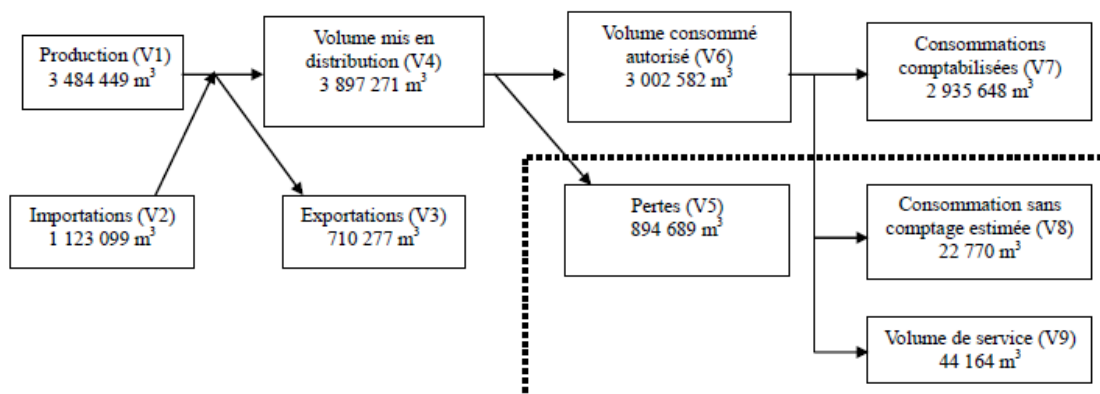 Production (V1)
3 484 449 m³
Volume mis en
distribution (V4)
3 897 271 m³
Volume consommé
autorisé (V6)
3 002 582 m³
Consommations
comptabilisées (V7)
2 935 648 m³
Importations (V2)
1 123 099 m³
Exportations (V3)
710 277 m³
Pertes (V5)
894 689 m³
Consommation sans
comptage estimée (V8)
22 770 m³
Volume de service (V9)
44 164 m³